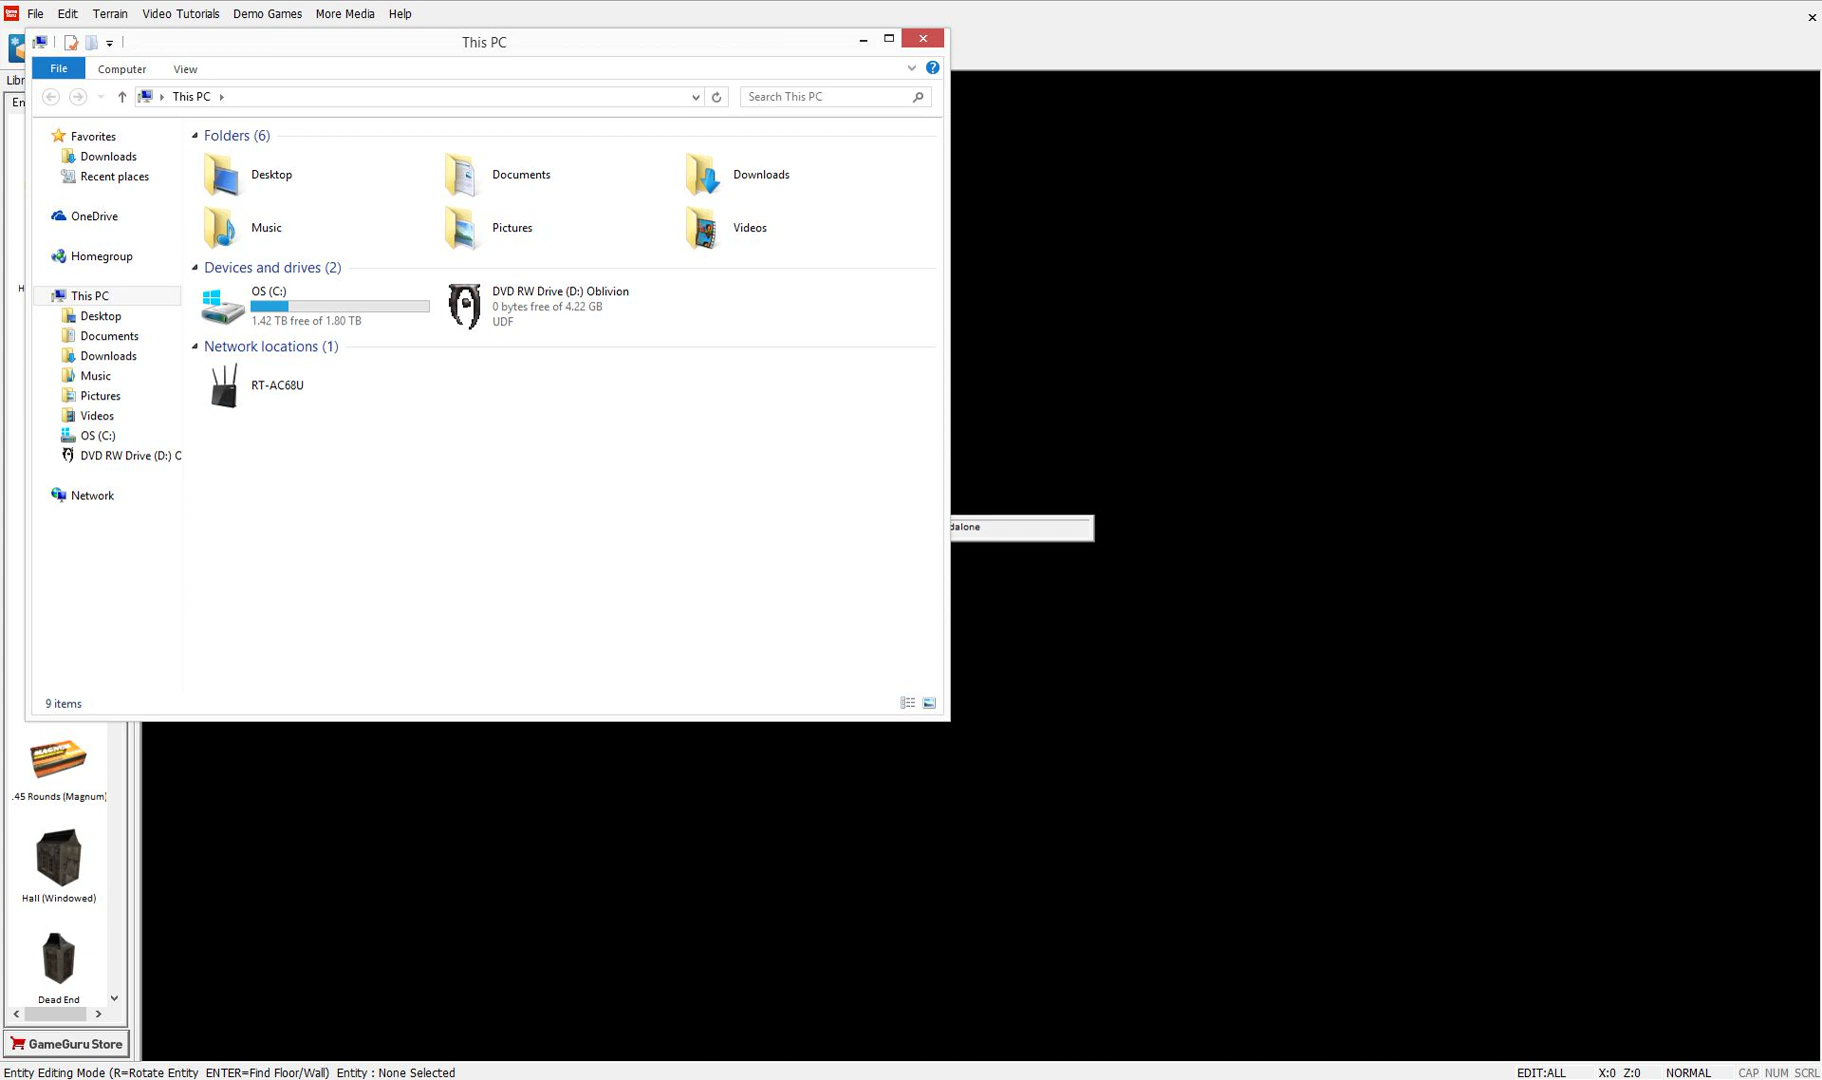 File Edit Terrain Video Tutorials Demo Games More Media Help
This PC
File Computer View
This PC
Search This PC
Favorites
Downloads
Recent places
OneDrive
Homegroup
This PC
Desktop
Documents
Downloads
Music
Pictures
Videos
OS (C:)
DVD RW Drive (D:) O
Network
Folders (6)
Desktop Documents Downloads
Music Pictures Videos
Devices and drives (2)
OS (C:)
1.42 TB free of 1.80 TB
DVD RW Drive (D:) Oblivion
0 bytes free of 4.22 GB
UDF
Network locations (1)
RT-AC68U
9 items
dalone
.45 Rounds (Magnum)
Hall (Windowed)
Dead End
GameGuru Store
Entity Editing Mode (R=Rotate Entity ENTER=Find Floor/Wall) Entity : None Selected
EDIT:ALL X:0 Z:0 NORMAL CAP NUM SCRL